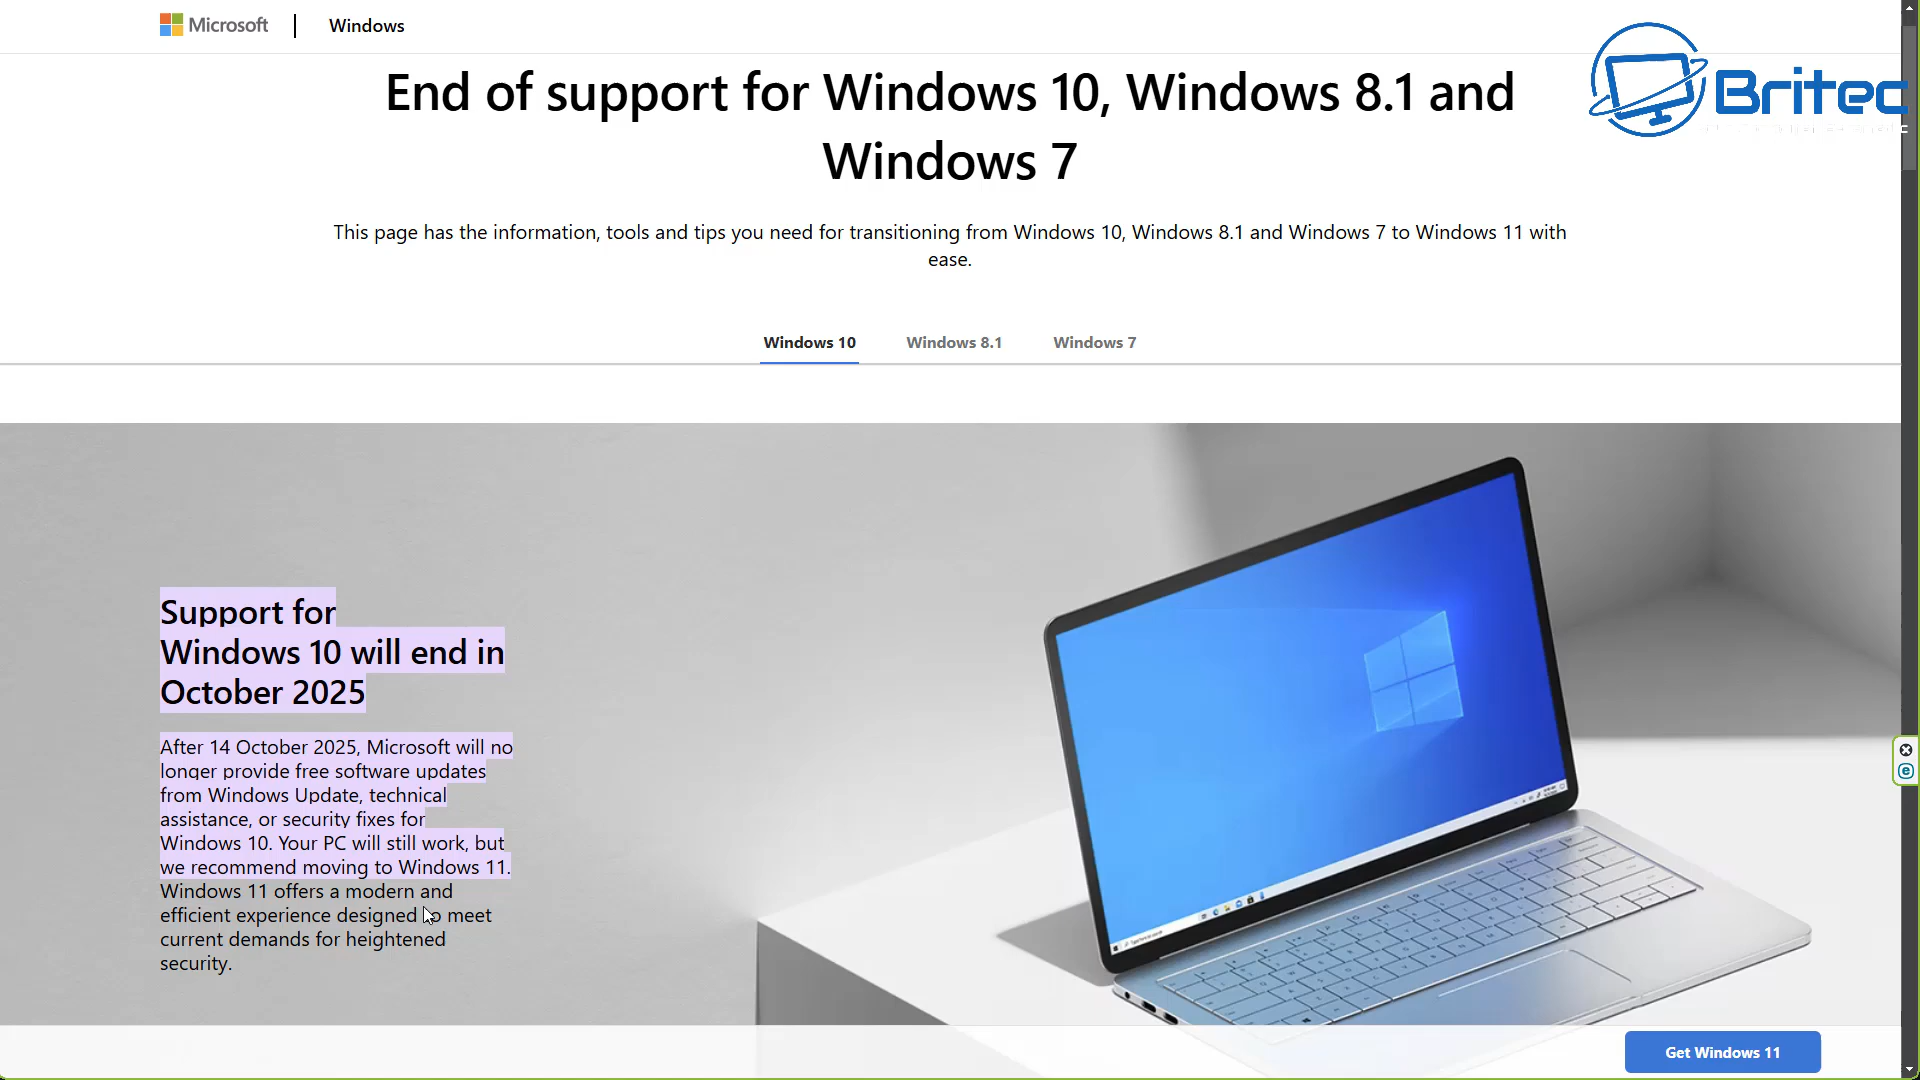 Microsoft | Windows
Britec
End of support for Windows 10, Windows 8.1 and
Windows 7
This page has the information, tools and tips you need for transitioning from Windows 10, Windows 8.1 and Windows 7 to Windows 11 with
ease.
Windows 10 Windows 8.1 Windows 7
Support for
Windows 10 will end in
October 2025
After 14 October 2025, Microsoft will no
longer provide free software updates
from Windows Update, technical
assistance, or security fixes for
Windows 10. Your PC will still work, but
we recommend moving to Windows 11.
Windows 11 offers a modern and
efficient experience designed to meet
current demands for heightened
security.
Get Windows 11